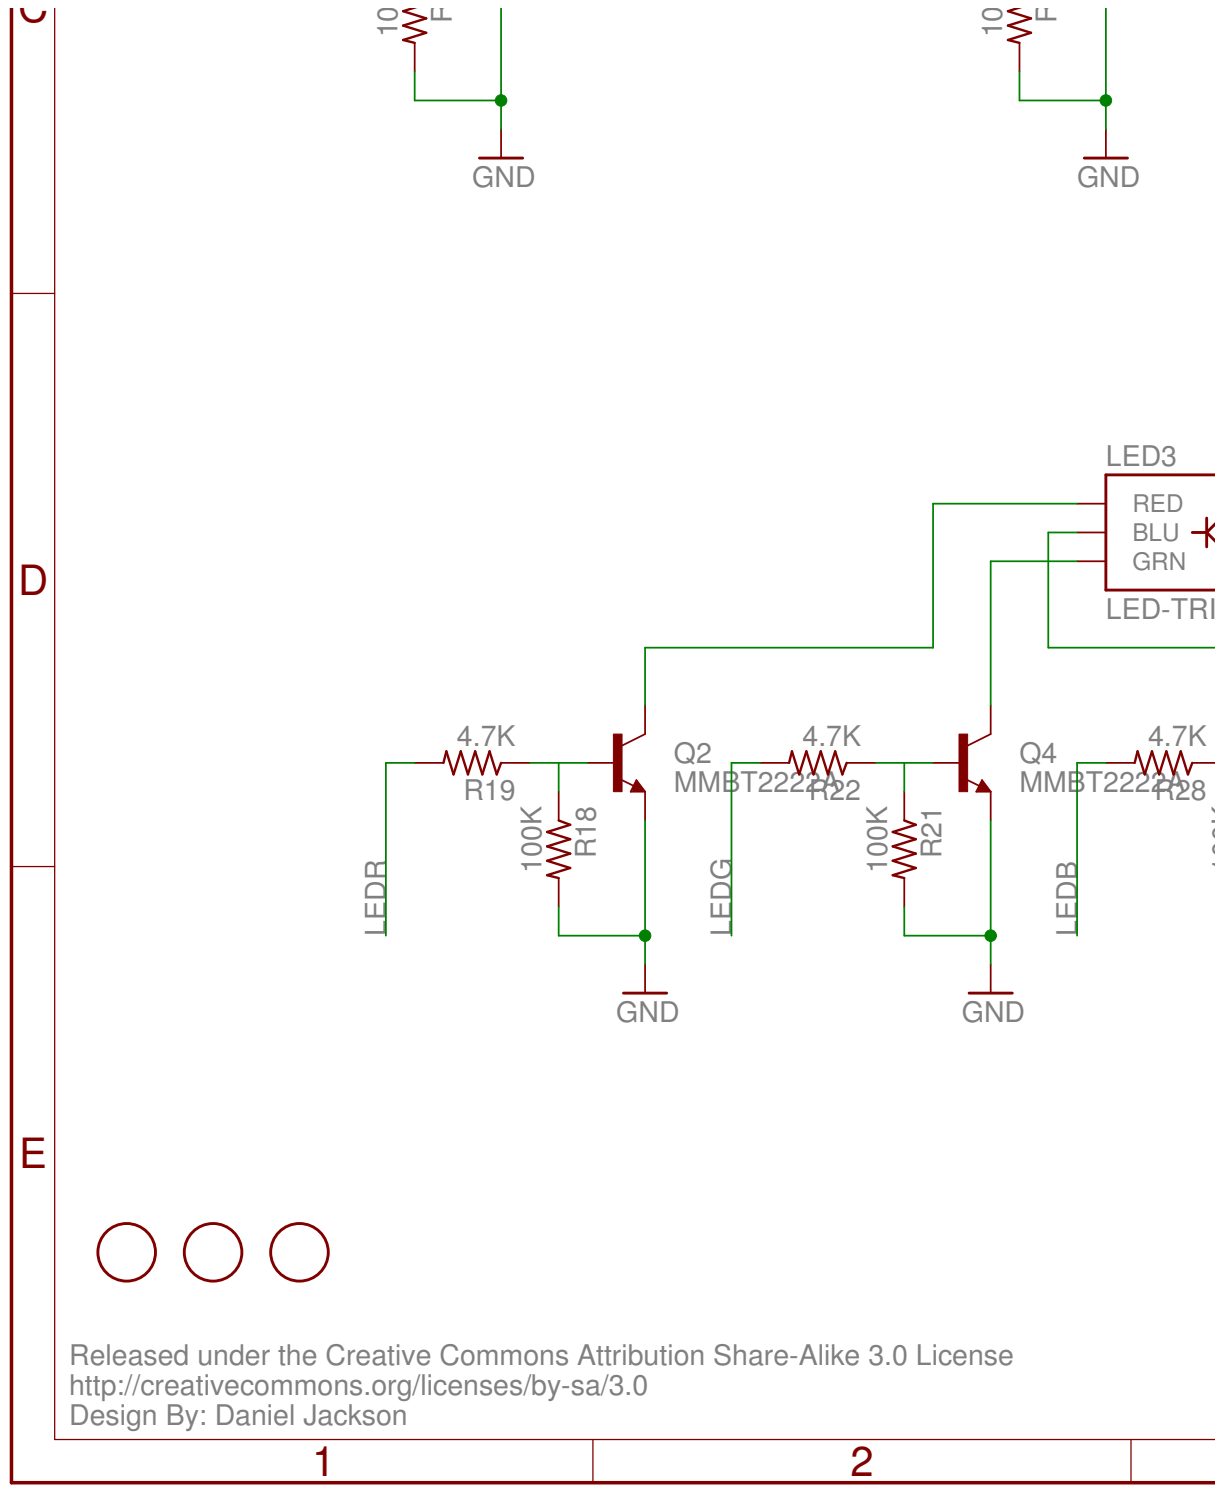 C
10
F
10
F
GND
GND
LED3
RED
BLU
GRN
LED-TRI
D
4.7K
R19
Q2
MMBT2222A
4.7K
R22
Q4
MMBT2222A
4.7K
R28
100K
R18
100K
R21
LEDR
LEDG
LEDB
GND
GND
E
Released under the Creative Commons Attribution Share-Alike 3.0 License
http://creativecommons.org/licenses/by-sa/3.0
Design By: Daniel Jackson
1
2